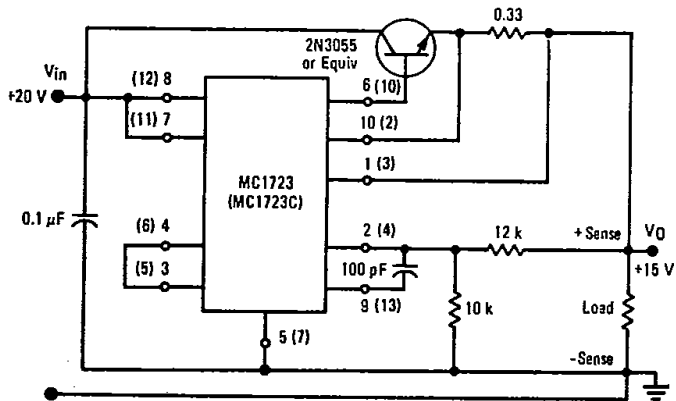 0.33
2N3055
or Equiv
Vin
+20 V
(12) 8
6 (10)
(11) 7
10 (2)
1 (3)
MC1723
(MC1723C)
0.1 µF
(6) 4
2 (4)
12 k
+ Sense
VO
+15 V
(5) 3
100 pF
9 (13)
10 k
Load
5 (7)
-Sense